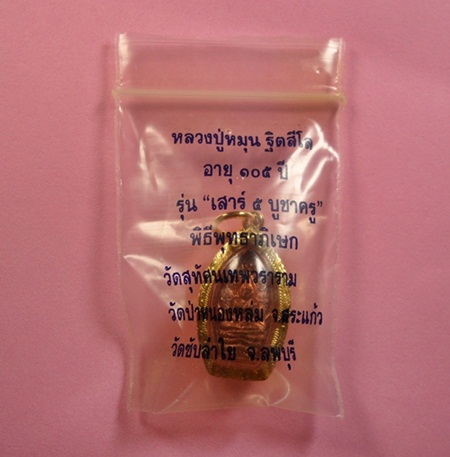 หลวงปู่หมุน ฐิตสีโล
อายุ ๑๐๕ ปี
รุ่น “เสาร์ ๕ บูชาครู”
พิธีพุทธาภิเษก
วัดสุทัศนเทพวราราม
วัดป่าหนองหล่ม จ.สระแก้ว
วัดซับลำใย จ.ลพบุรี